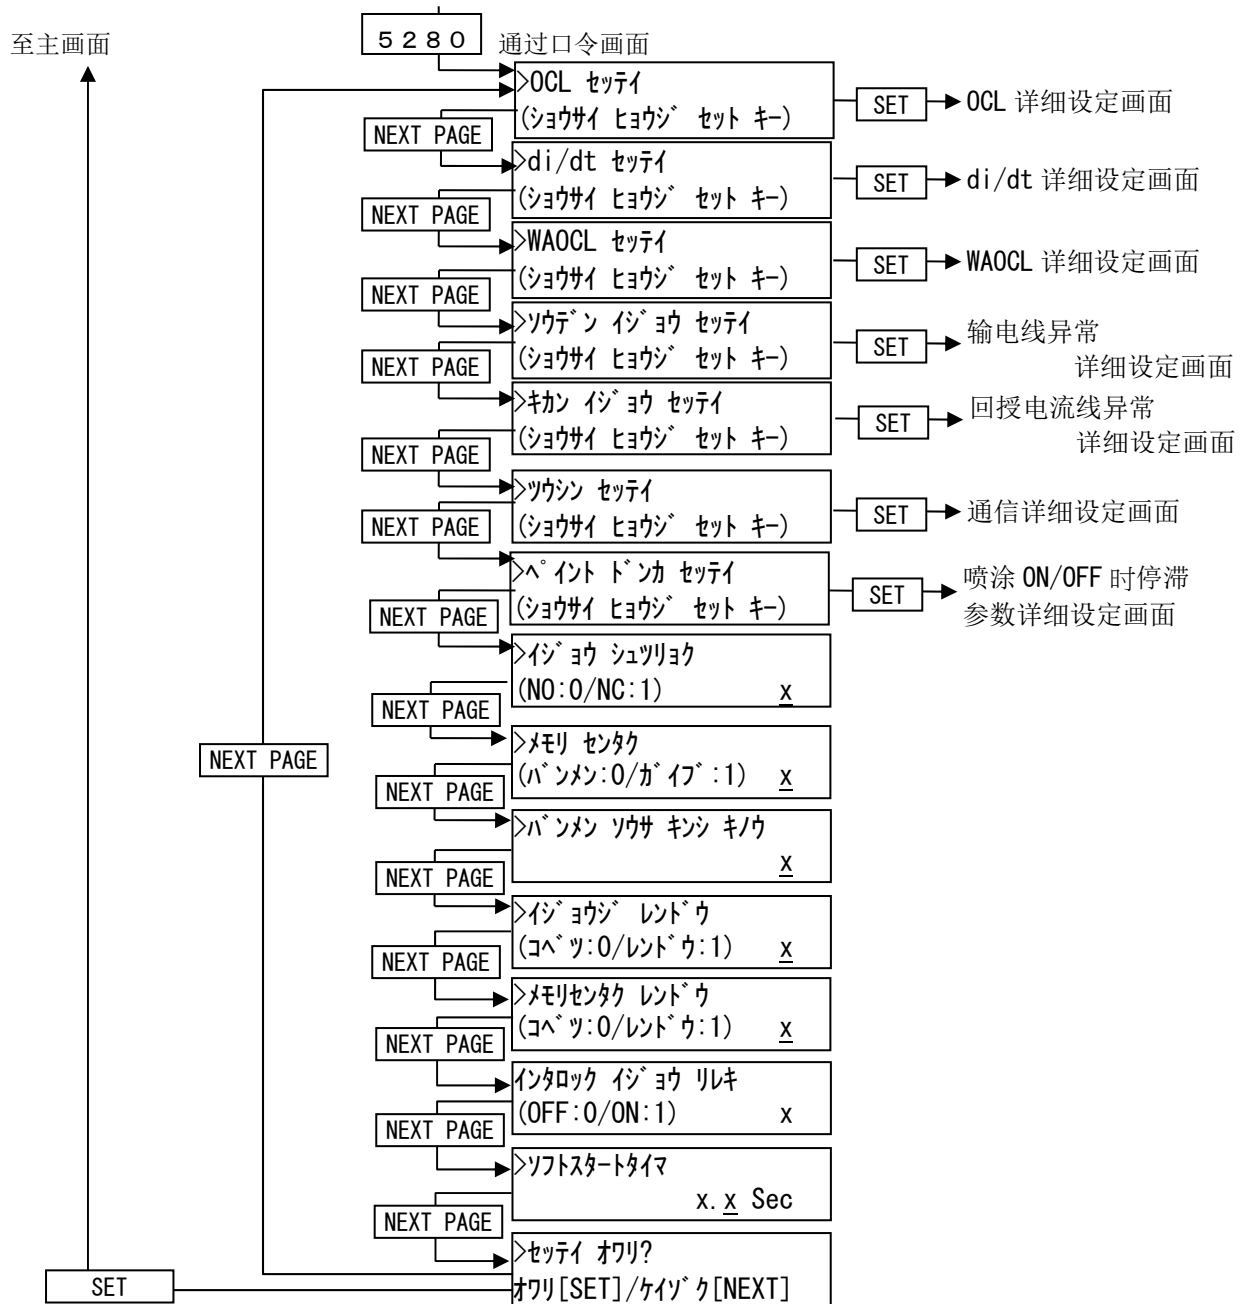 5280
至主画面
通过口令画面
>OCL ｾｯﾃｲ
(ｼｮｳｻｲ ﾋｮｳｼﾞ ｾｯﾄ ｷｰ)
SET
OCL 详细设定画面
NEXT PAGE
>di/dt ｾｯﾃｲ
(ｼｮｳｻｲ ﾋｮｳｼﾞ ｾｯﾄ ｷｰ)
SET
di/dt 详细设定画面
NEXT PAGE
>WAOCL ｾｯﾃｲ
(ｼｮｳｻｲ ﾋｮｳｼﾞ ｾｯﾄ ｷｰ)
SET
WAOCL 详细设定画面
NEXT PAGE
>ｿｳﾃﾞﾝ ｲｼﾞｮｳ ｾｯﾃｲ
(ｼｮｳｻｲ ﾋｮｳｼﾞ ｾｯﾄ ｷｰ)
SET
输电线异常
详细设定画面
NEXT PAGE
>ｷｶﾝ ｲｼﾞｮｳ ｾｯﾃｲ
(ｼｮｳｻｲ ﾋｮｳｼﾞ ｾｯﾄ ｷｰ)
SET
回授电流线异常
详细设定画面
NEXT PAGE
>ﾂｳｼﾝ ｾｯﾃｲ
(ｼｮｳｻｲ ﾋｮｳｼﾞ ｾｯﾄ ｷｰ)
SET
通信详细设定画面
NEXT PAGE
>ﾍﾟｲﾝﾄ ﾄﾞﾝｶ ｾｯﾃｲ
(ｼｮｳｻｲ ﾋｮｳｼﾞ ｾｯﾄ ｷｰ)
SET
喷涂 ON/OFF 时停滞
参数详细设定画面
NEXT PAGE
>ｲｼﾞｮｳ ｼｭﾂﾘｮｸ
(NO:0/NC:1) x
NEXT PAGE
>ﾒﾓﾘ ｾﾝﾀｸ
(ﾊﾞﾝﾒﾝ:0/ｶﾞｲﾌﾞ:1) x
NEXT PAGE
NEXT PAGE
>ﾊﾞﾝﾒﾝ ｿｳｻ ｷﾝｼ ｷﾉｳ
x
NEXT PAGE
>ｲｼﾞｮｳｼﾞ ﾚﾝﾄﾞｳ
(ｺﾍﾞﾂ:0/ﾚﾝﾄﾞｳ:1) x
NEXT PAGE
>ﾒﾓﾘｾﾝﾀｸ ﾚﾝﾄﾞｳ
(ｺﾍﾞﾂ:0/ﾚﾝﾄﾞｳ:1) x
NEXT PAGE
ｲﾝﾀﾛｯｸ ｲｼﾞｮｳ ﾘﾚｷ
(OFF:0/ON:1) x
NEXT PAGE
>ｿﾌﾄｽﾀｰﾄﾀｲﾏ
x.x Sec
NEXT PAGE
>ｾｯﾃｲ ｵﾜﾘ?
ｵﾜﾘ[SET]/ｹｲｿﾞｸ[NEXT]
SET